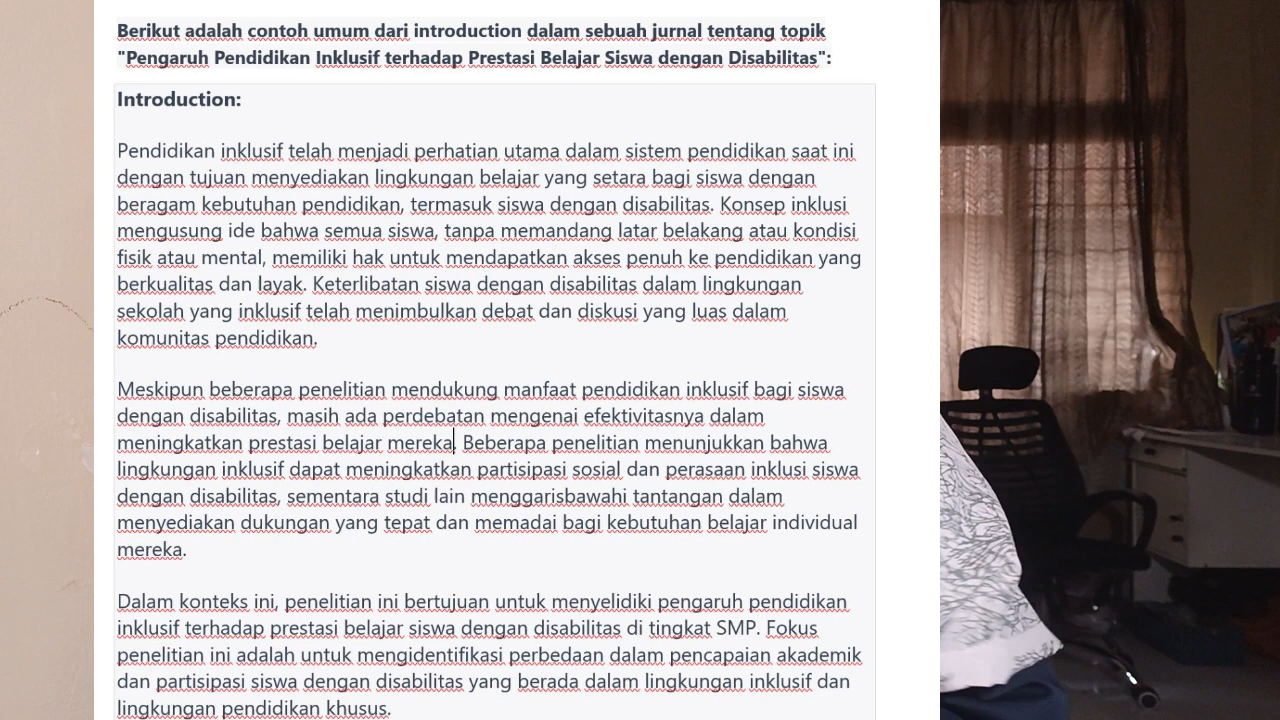 Berikut adalah contoh umum dari introduction dalam sebuah jurnal tentang topik
"Pengaruh Pendidikan Inklusif terhadap Prestasi Belajar Siswa dengan Disabilitas":
Introduction:
Pendidikan inklusif telah menjadi perhatian utama dalam sistem pendidikan saat ini
dengan tujuan menyediakan lingkungan belajar yang setara bagi siswa dengan
beragam kebutuhan pendidikan, termasuk siswa dengan disabilitas. Konsep inklusi
mengusung ide bahwa semua siswa, tanpa memandang latar belakang atau kondisi
fisik atau mental, memiliki hak untuk mendapatkan akses penuh ke pendidikan yang
berkualitas dan layak. Keterlibatan siswa dengan disabilitas dalam lingkungan
sekolah yang inklusif telah menimbulkan debat dan diskusi yang luas dalam
komunitas pendidikan.
Meskipun beberapa penelitian mendukung manfaat pendidikan inklusif bagi siswa
dengan disabilitas, masih ada perdebatan mengenai efektivitasnya dalam
meningkatkan prestasi belajar mereka. Beberapa penelitian menunjukkan bahwa
lingkungan inklusif dapat meningkatkan partisipasi sosial dan perasaan inklusi siswa
dengan disabilitas, sementara studi lain menggarisbawahi tantangan dalam
menyediakan dukungan yang tepat dan memadai bagi kebutuhan belajar individual
mereka.
Dalam konteks ini, penelitian ini bertujuan untuk menyelidiki pengaruh pendidikan
inklusif terhadap prestasi belajar siswa dengan disabilitas di tingkat SMP. Fokus
penelitian ini adalah untuk mengidentifikasi perbedaan dalam pencapaian akademik
dan partisipasi siswa dengan disabilitas yang berada dalam lingkungan inklusif dan
lingkungan pendidikan khusus.